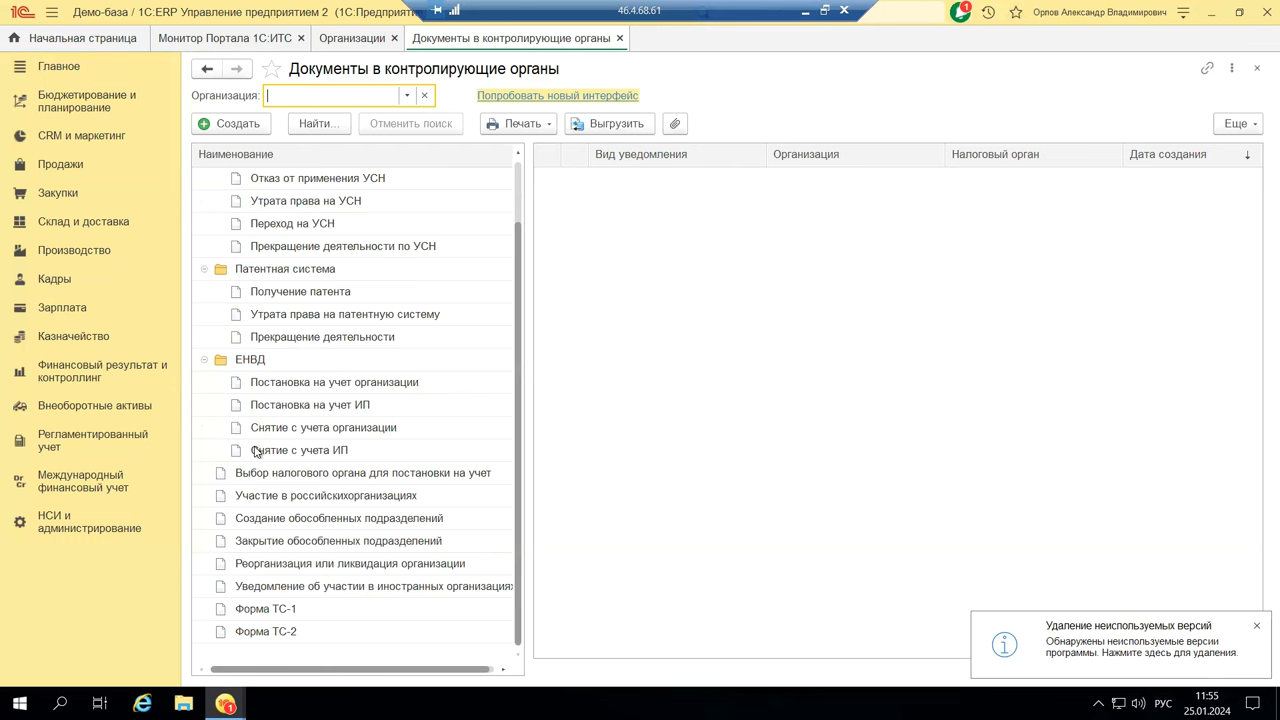 Демо-база / 1С:ERP Управление предприятием 2 (1С:Предприяти
46.4.68.61
Орлов Александр Владимирович
Начальная страница
Монитор Портала 1С:ИТС
Организации
Документы в контролирующие органы
Главное
Бюджетирование и
планирование
CRM и маркетинг
Продажи
Закупки
Склад и доставка
Производство
Кадры
Зарплата
Казначейство
Финансовый результат и
контроллинг
Внеоборотные активы
Регламентированный
учет
Международный
финансовый учет
НСИ и
администрирование
Документы в контролирующие органы
Организация:
Попробовать новый интерфейс
Создать
Найти...
Отменить поиск
Печать
Выгрузить
Еще
Наименование
Отказ от применения УСН
Утрата права на УСН
Переход на УСН
Прекращение деятельности по УСН
Патентная система
Получение патента
Утрата права на патентную систему
Прекращение деятельности
ЕНВД
Постановка на учет организации
Постановка на учет ИП
Снятие с учета организации
Снятие с учета ИП
Выбор налогового органа для постановки на учет
Участие в российскихорганизациях
Создание обособленных подразделений
Закрытие обособленных подразделений
Реорганизация или ликвидация организации
Уведомление об участии в иностранных организациях
Форма ТС-1
Форма ТС-2
Вид уведомления
Организация
Налоговый орган
Дата создания
Удаление неиспользуемых версий
Обнаружены неиспользуемые версии
программы. Нажмите здесь для удаления.
РУС
11:55
25.01.2024